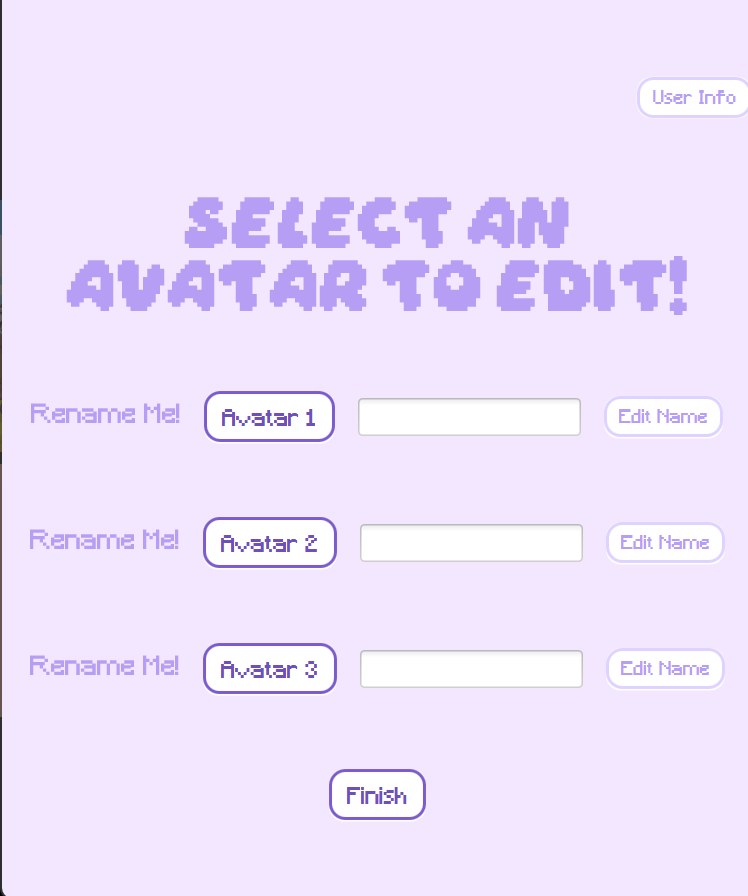 User Info
SELECT AN
AVATAR TO EDIT!
Rename Me! Avatar 1 Edit Name
Rename Me! Avatar 2 Edit Name
Rename Me! Avatar 3 Edit Name
Finish